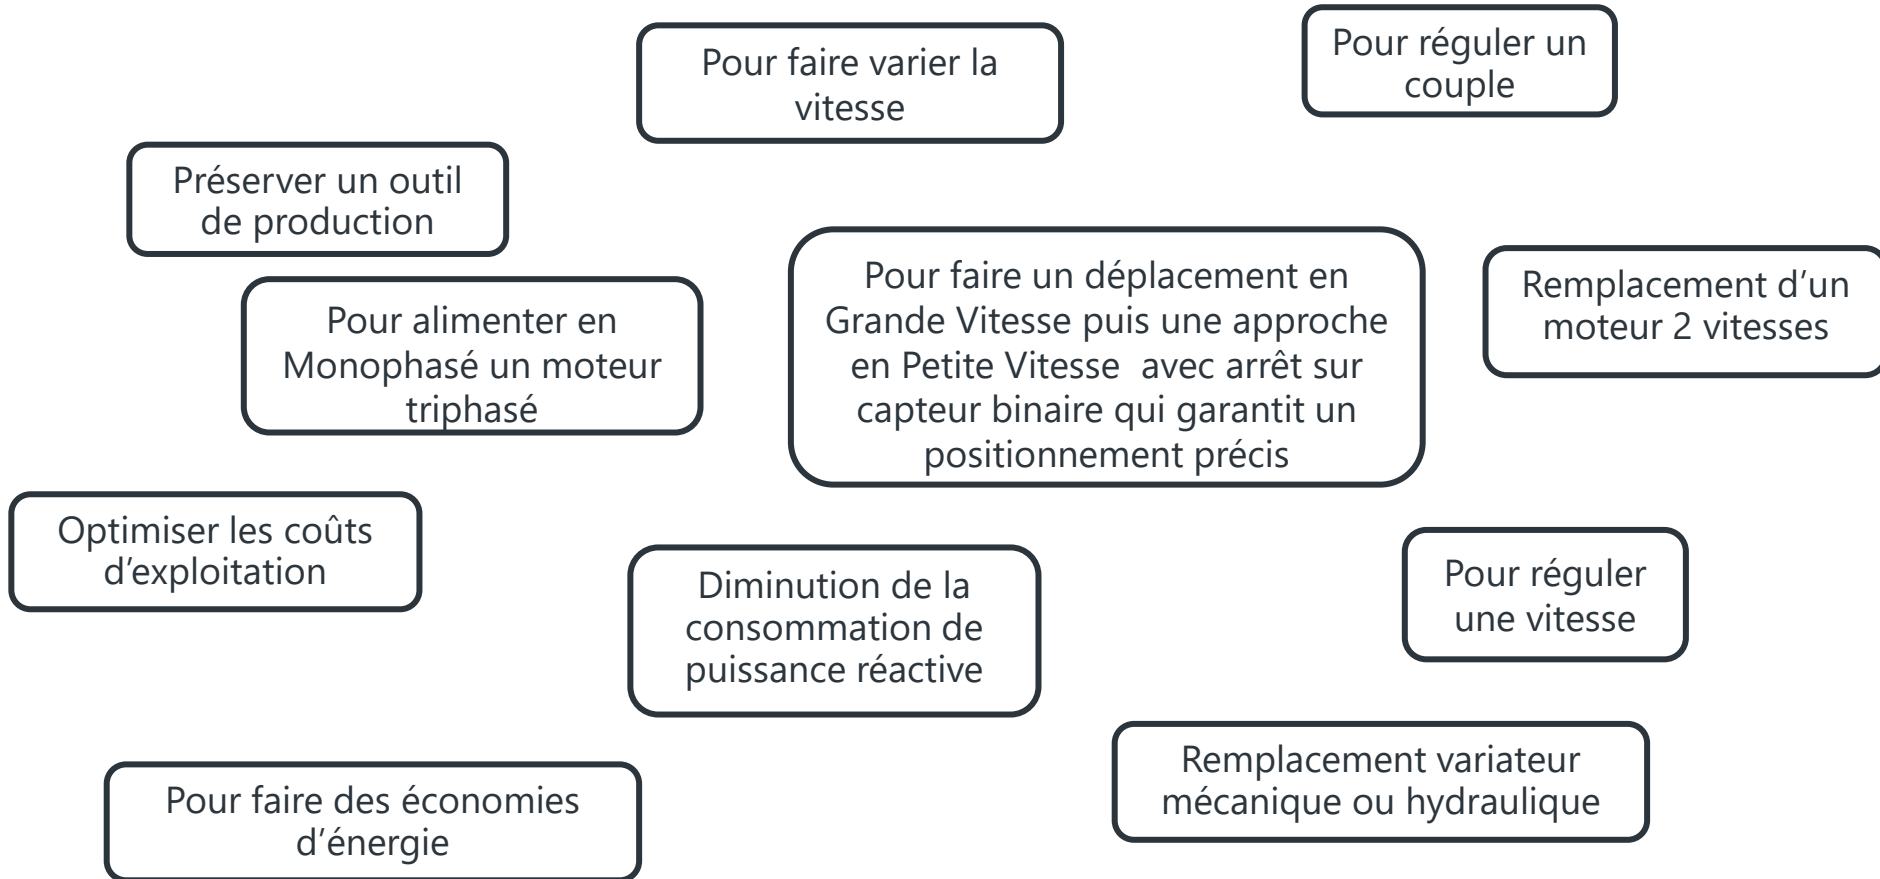 Pour faire varier la
vitesse
Pour réguler un
couple
Préserver un outil
de production
Pour alimenter en
Monophasé un moteur
triphasé
Pour faire un déplacement en
Grande Vitesse puis une approche
en Petite Vitesse avec arrêt sur
capteur binaire qui garantit un
positionnement précis
Remplacement d’un
moteur 2 vitesses
Optimiser les coûts
d’exploitation
Diminution de la
consommation de
puissance réactive
Pour réguler
une vitesse
Pour faire des économies
d’énergie
Remplacement variateur
mécanique ou hydraulique